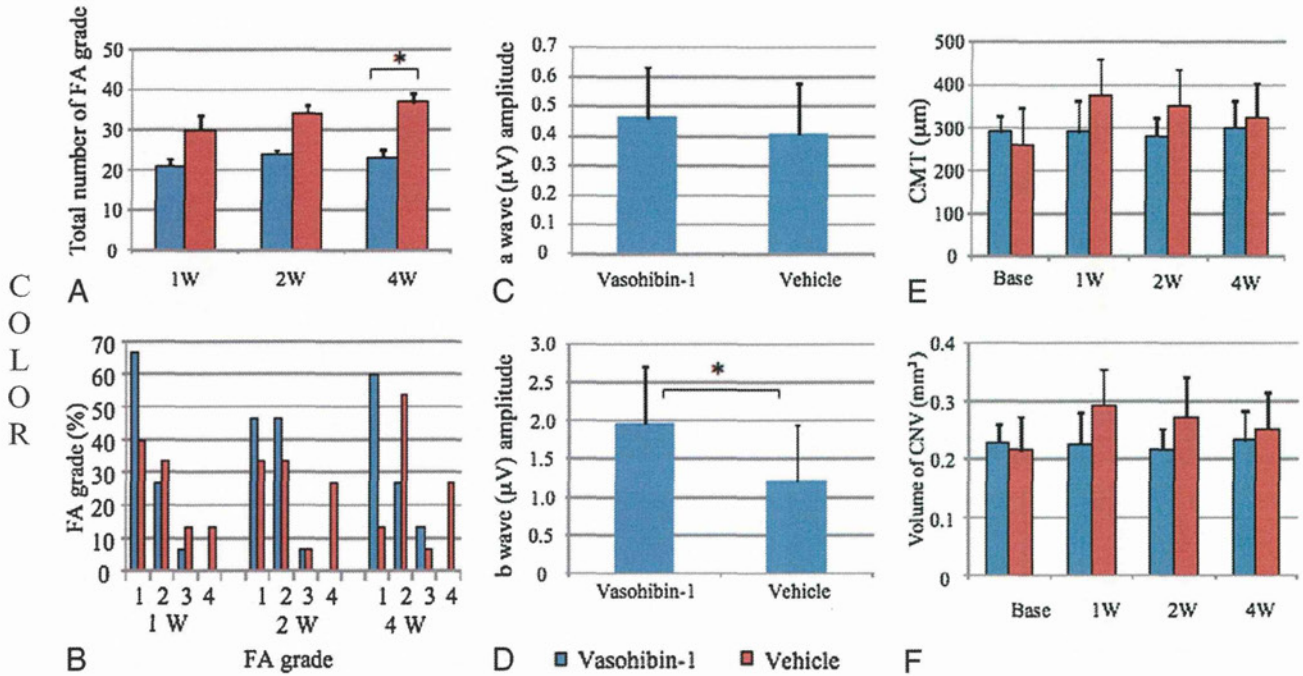 COLOR
Total number of FA grade
50
40
30
20
10
0
*
1W 2W 4W
A
FA grade (%)
70
60
50
40
30
20
10
0
1 2 3 4 1 2 3 4 1 2 3 4
1 W 2 W 4 W
FA grade
B
a wave (μV) amplitude
0.7
0.6
0.5
0.4
0.3
0.2
0.1
0
Vasohibin-1 Vehicle
C
b wave (μV) amplitude
3.0
2.5
2.0
1.5
1.0
0.5
0
*
Vasohibin-1 Vehicle
D
Vasohibin-1 Vehicle
CMT (μm)
500
400
300
200
100
0
Base 1W 2W 4W
E
Volume of CNV (mm³)
0.4
0.3
0.2
0.1
0
Base 1W 2W 4W
F